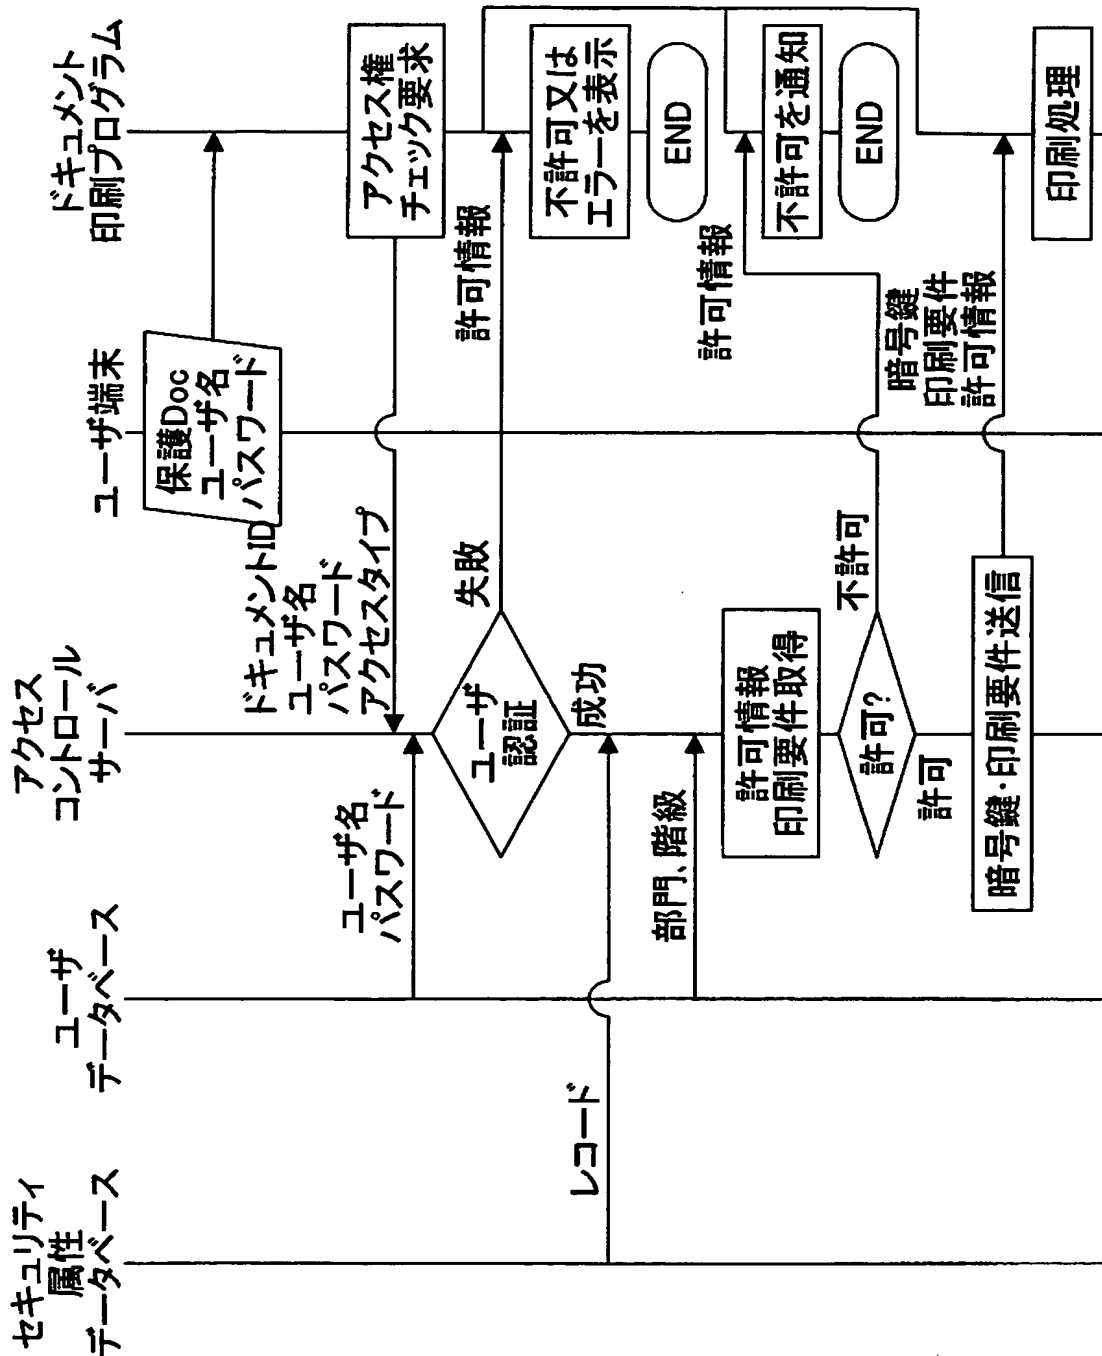 セキュリティ
属性
データベース
ユーザ
データベース
アクセス
コントロール
サーバ
ユーザ端末
ドキュメント
印刷プログラム
保護Doc
ユーザ名
パスワード
アクセス権
チェック要求
ドキュメントID
ユーザ名
パスワード
アクセスタイプ
ユーザ名
パスワード
ユーザ
認証
失敗
許可情報
不許可又は
エラーを表示
END
成功
レコード
部門、階級
許可情報
印刷要件取得
許可?
不許可
許可情報
不許可を通知
END
許可
暗号鍵・印刷要件送信
暗号鍵
印刷要件
許可情報
印刷処理